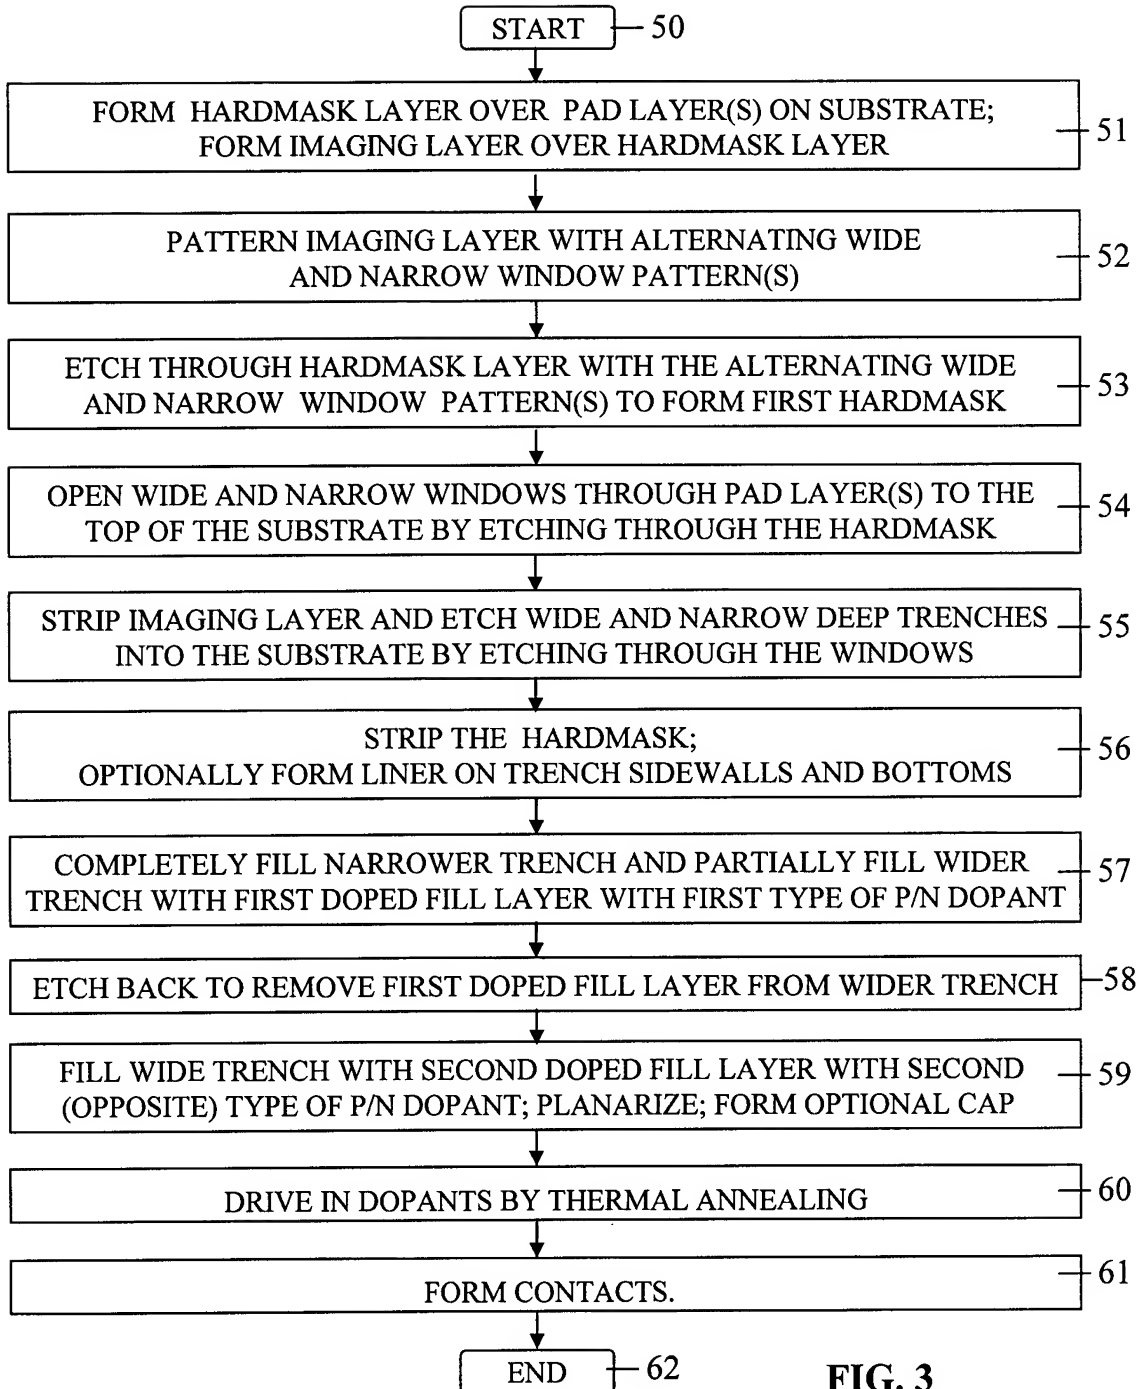 START
50
FORM HARDMASK LAYER OVER PAD LAYER(S) ON SUBSTRATE;
FORM IMAGING LAYER OVER HARDMASK LAYER
51
PATTERN IMAGING LAYER WITH ALTERNATING WIDE
AND NARROW WINDOW PATTERN(S)
52
ETCH THROUGH HARDMASK LAYER WITH THE ALTERNATING WIDE
AND NARROW WINDOW PATTERN(S) TO FORM FIRST HARDMASK
53
OPEN WIDE AND NARROW WINDOWS THROUGH PAD LAYER(S) TO THE
TOP OF THE SUBSTRATE BY ETCHING THROUGH THE HARDMASK
54
STRIP IMAGING LAYER AND ETCH WIDE AND NARROW DEEP TRENCHES
INTO THE SUBSTRATE BY ETCHING THROUGH THE WINDOWS
55
STRIP THE HARDMASK;
OPTIONALLY FORM LINER ON TRENCH SIDEWALLS AND BOTTOMS
56
COMPLETELY FILL NARROWER TRENCH AND PARTIALLY FILL WIDER
TRENCH WITH FIRST DOPED FILL LAYER WITH FIRST TYPE OF P/N DOPANT
57
ETCH BACK TO REMOVE FIRST DOPED FILL LAYER FROM WIDER TRENCH
58
FILL WIDE TRENCH WITH SECOND DOPED FILL LAYER WITH SECOND
(OPPOSITE) TYPE OF P/N DOPANT; PLANARIZE; FORM OPTIONAL CAP
59
DRIVE IN DOPANTS BY THERMAL ANNEALING
60
FORM CONTACTS.
61
END
62
FIG. 3